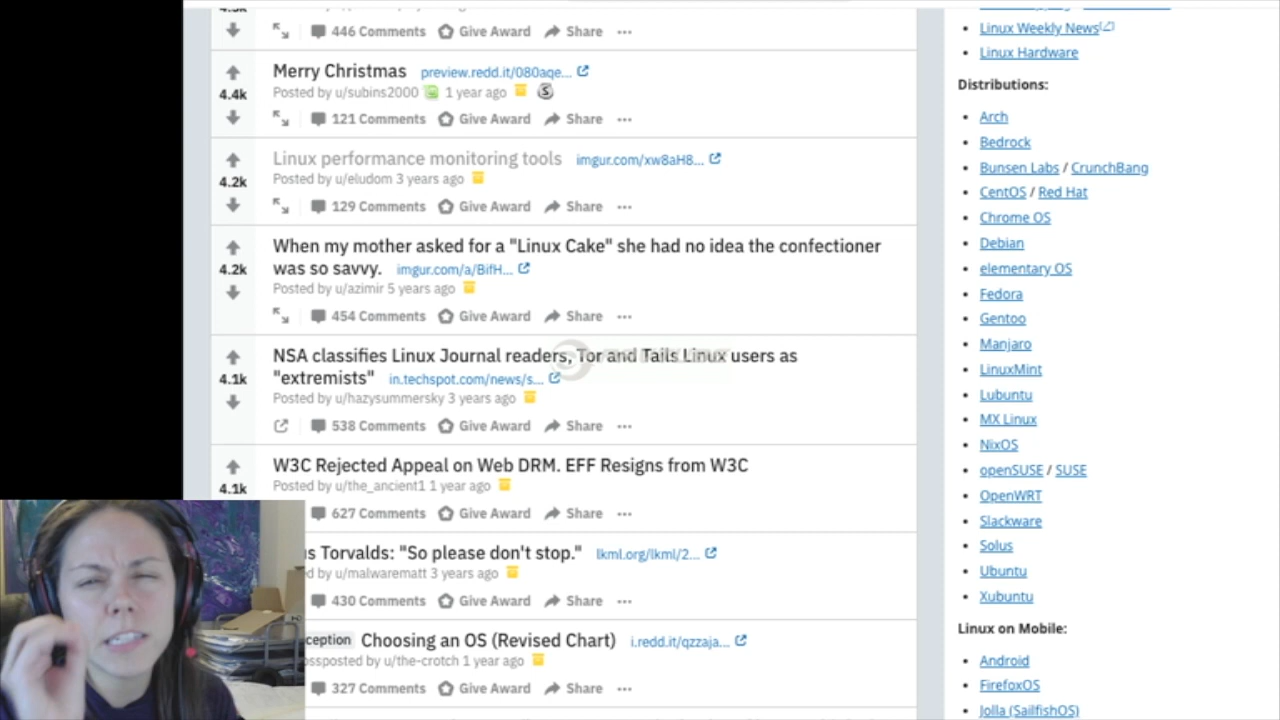 446 Comments Give Award Share
Merry Christmas preview.redd.it/080aqe...
4.4k
Posted by u/subins2000 1 year ago
121 Comments Give Award Share
Linux performance monitoring tools imgur.com/xw8aH8...
4.2k
Posted by u/eludom 3 years ago
129 Comments Give Award Share
When my mother asked for a "Linux Cake" she had no idea the confectioner
4.2k
was so savvy. imgur.com/a/BifH...
Posted by u/azimir 5 years ago
454 Comments Give Award Share
NSA classifies Linux Journal readers, Tor and Tails Linux users as
4.1k
"extremists" in.techspot.com/news/s...
Posted by u/hazysummersky 3 years ago
538 Comments Give Award Share
W3C Rejected Appeal on Web DRM. EFF Resigns from W3C
4.1k
Posted by u/the_ancient1 1 year ago
627 Comments Give Award Share
s Torvalds: "So please don't stop." lkml.org/lkml/2...
d by u/malwarematt 3 years ago
430 Comments Give Award Share
ception Choosing an OS (Revised Chart) i.redd.it/qzzaja...
ssposted by u/the-crotch 1 year ago
327 Comments Give Award Share
Linux Weekly News
Linux Hardware
Distributions:
Arch
Bedrock
Bunsen Labs / CrunchBang
CentOS / Red Hat
Chrome OS
Debian
elementary OS
Fedora
Gentoo
Manjaro
LinuxMint
Lubuntu
MX Linux
NixOS
openSUSE / SUSE
OpenWRT
Slackware
Solus
Ubuntu
Xubuntu
Linux on Mobile:
Android
FirefoxOS
Jolla (SailfishOS)